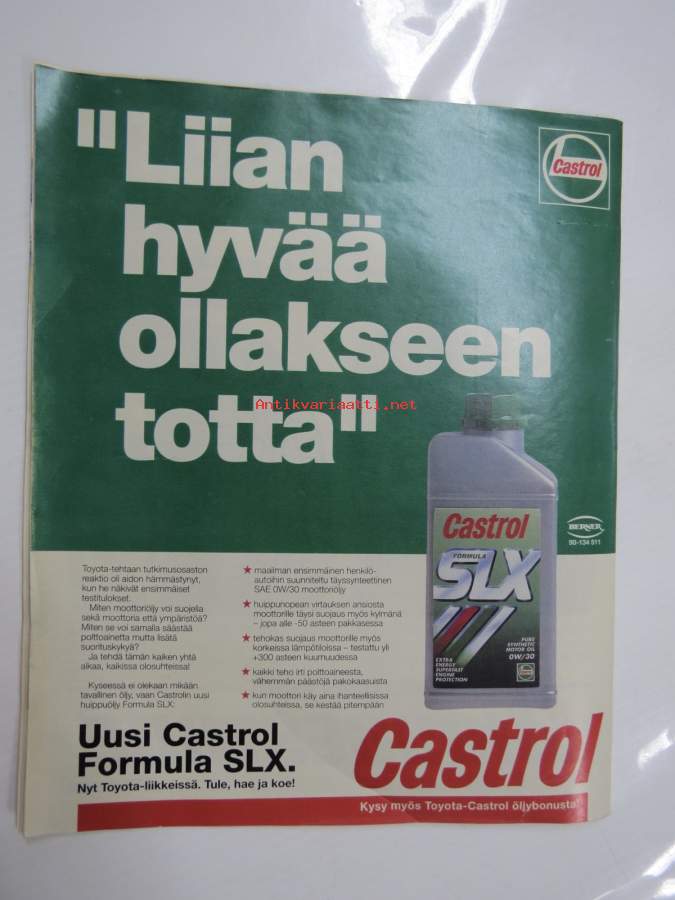 "Liian
hyvää
ollakseen
totta"
Castrol
Antikvariaatti.net
Castrol
FORMULA
SLX
PURE
SYNTHETIC
MOTOR OIL
0W/30
EXTRA
ENERGY
SUPERFAST
ENGINE
PROTECTION
BERNER
90-134 511
Toyota-tehtaan tutkimusosaston
reaktio oli aidon hämmästynyt,
kun he näkivät ensimmäiset
testitulokset.
Miten moottoriöljy voi suojella
sekä moottoria että ympäristöä?
Miten se voi samalla säästää
polttoainetta mutta lisätä
suorituskykyä?
Ja tehdä tämän kaiken yhtä
aikaa, kaikissa olosuhteissa!
Kyseessä ei olekaan mikään
tavallinen öljy, vaan Castrolin uusi
huippuöljy Formula SLX:
★ maailman ensimmäinen henkilö-
autoihin suunniteltu täyssynteettinen
SAE 0W/30 moottoriöljy
★ huippunopean virtauksen ansiosta
moottorille täysi suojaus myös kylmänä
– jopa alle -50 asteen pakkasessa
★ tehokas suojaus moottorille myös
korkeissa lämpötiloissa – testattu yli
+300 asteen kuumuudessa
★ kaikki teho irti polttoaineesta,
vähemmän päästöjä pakokaasuista
★ kun moottori käy aina ihanteellisissa
olosuhteissa, se kestää pitempään
Uusi Castrol
Formula SLX.
Nyt Toyota-liikkeissä. Tule, hae ja koe!
Castrol
Kysy myös Toyota-Castrol öljybonusta!